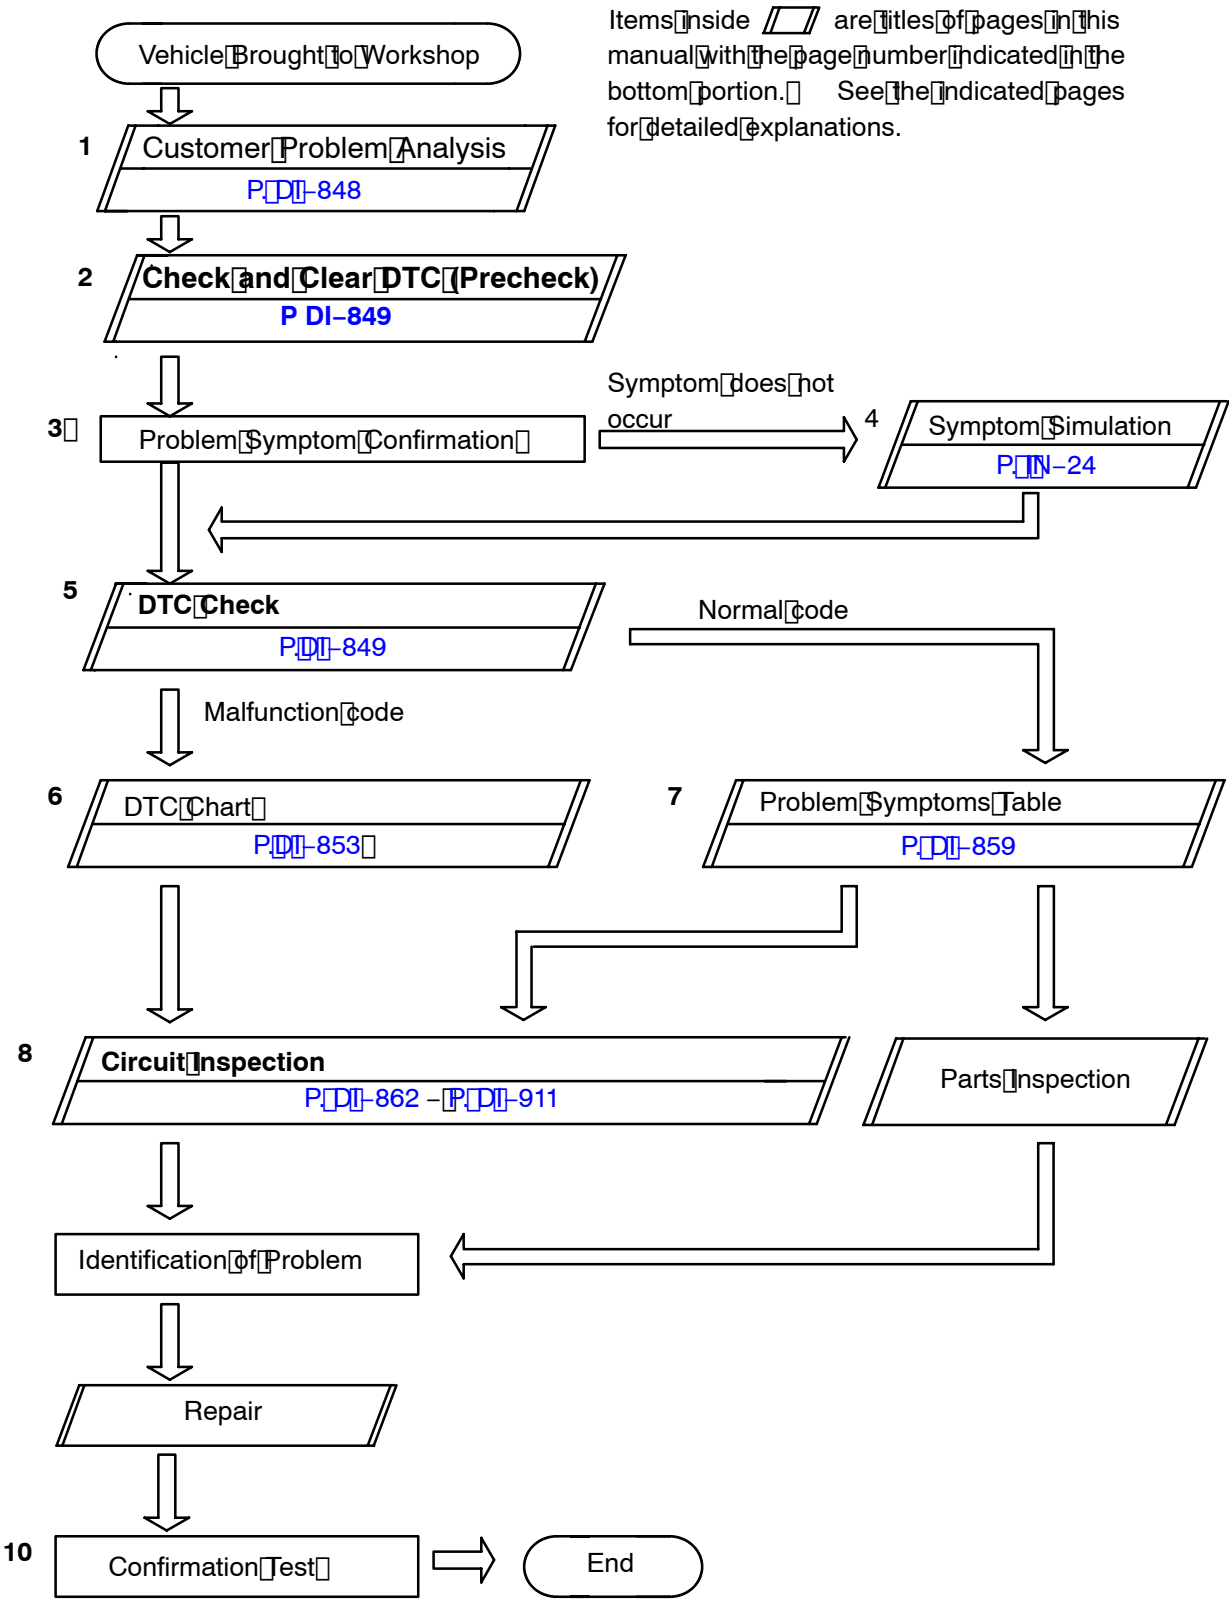 Vehicle Brought to Workshop
Items inside are titles of pages in this
manual with the page number indicated in the
bottom portion. See the indicated pages
for detailed explanations.
1
Customer Problem Analysis
P. DI–848
2
Check and Clear DTC (Precheck)
P DI–849
Symptom does not
occur
3
Problem Symptom Confirmation
4
Symptom Simulation
P. IN–24
5
DTC Check
P. DI–849
Normal code
Malfunction code
6
DTC Chart
P. DI–853
7
Problem Symptoms Table
P. DI–859
8
Circuit Inspection
P. DI–862 – P. DI–911
Parts Inspection
Identification of Problem
Repair
10
Confirmation Test
End